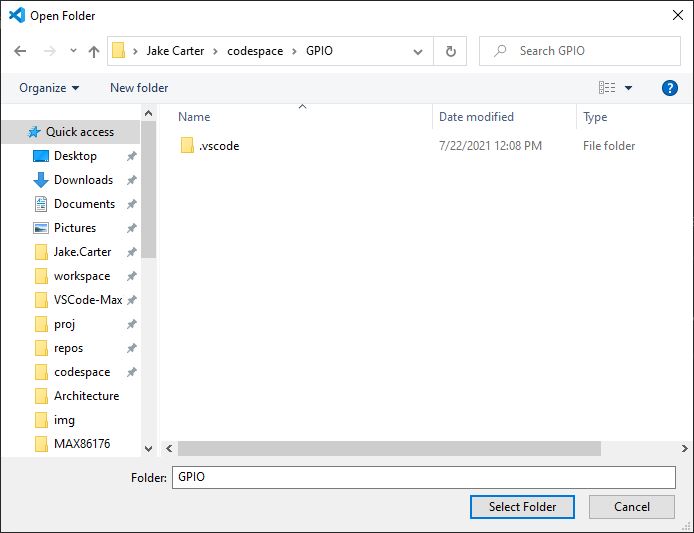 Open Folder
Jake Carter
codespace
GPIO
Search GPIO
Organize
New folder
?
Name
Date modified
Type
Quick access
.vscode
7/22/2021 12:08 PM
File folder
Desktop
Downloads
Documents
Pictures
Jake.Carter
workspace
VSCode-Max
proj
repos
codespace
Architecture
img
MAX86176
Folder:
GPIO
Select Folder
Cancel